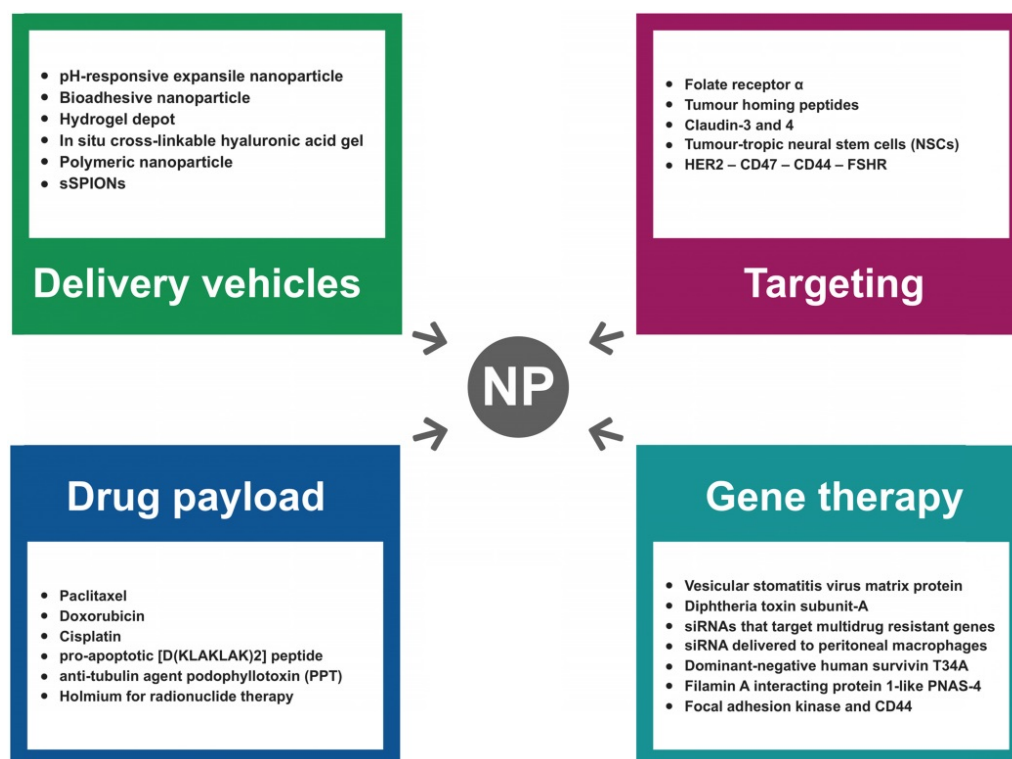 • pH-responsive expansile nanoparticle
• Bioadhesive nanoparticle
• Hydrogel depot
• In situ cross-linkable hyaluronic acid gel
• Polymeric nanoparticle
• sSPIONs
Delivery vehicles
• Folate receptor α
• Tumour homing peptides
• Claudin-3 and 4
• Tumour-tropic neural stem cells (NSCs)
• HER2 – CD47 – CD44 – FSHR
Targeting
NP
Drug payload
• Paclitaxel
• Doxorubicin
• Cisplatin
• pro-apoptotic [D(KLAKLAK)2] peptide
• anti-tubulin agent podophyllotoxin (PPT)
• Holmium for radionuclide therapy
Gene therapy
• Vesicular stomatitis virus matrix protein
• Diphtheria toxin subunit-A
• siRNAs that target multidrug resistant genes
• siRNA delivered to peritoneal macrophages
• Dominant-negative human survivin T34A
• Filamin A interacting protein 1-like PNAS-4
• Focal adhesion kinase and CD44